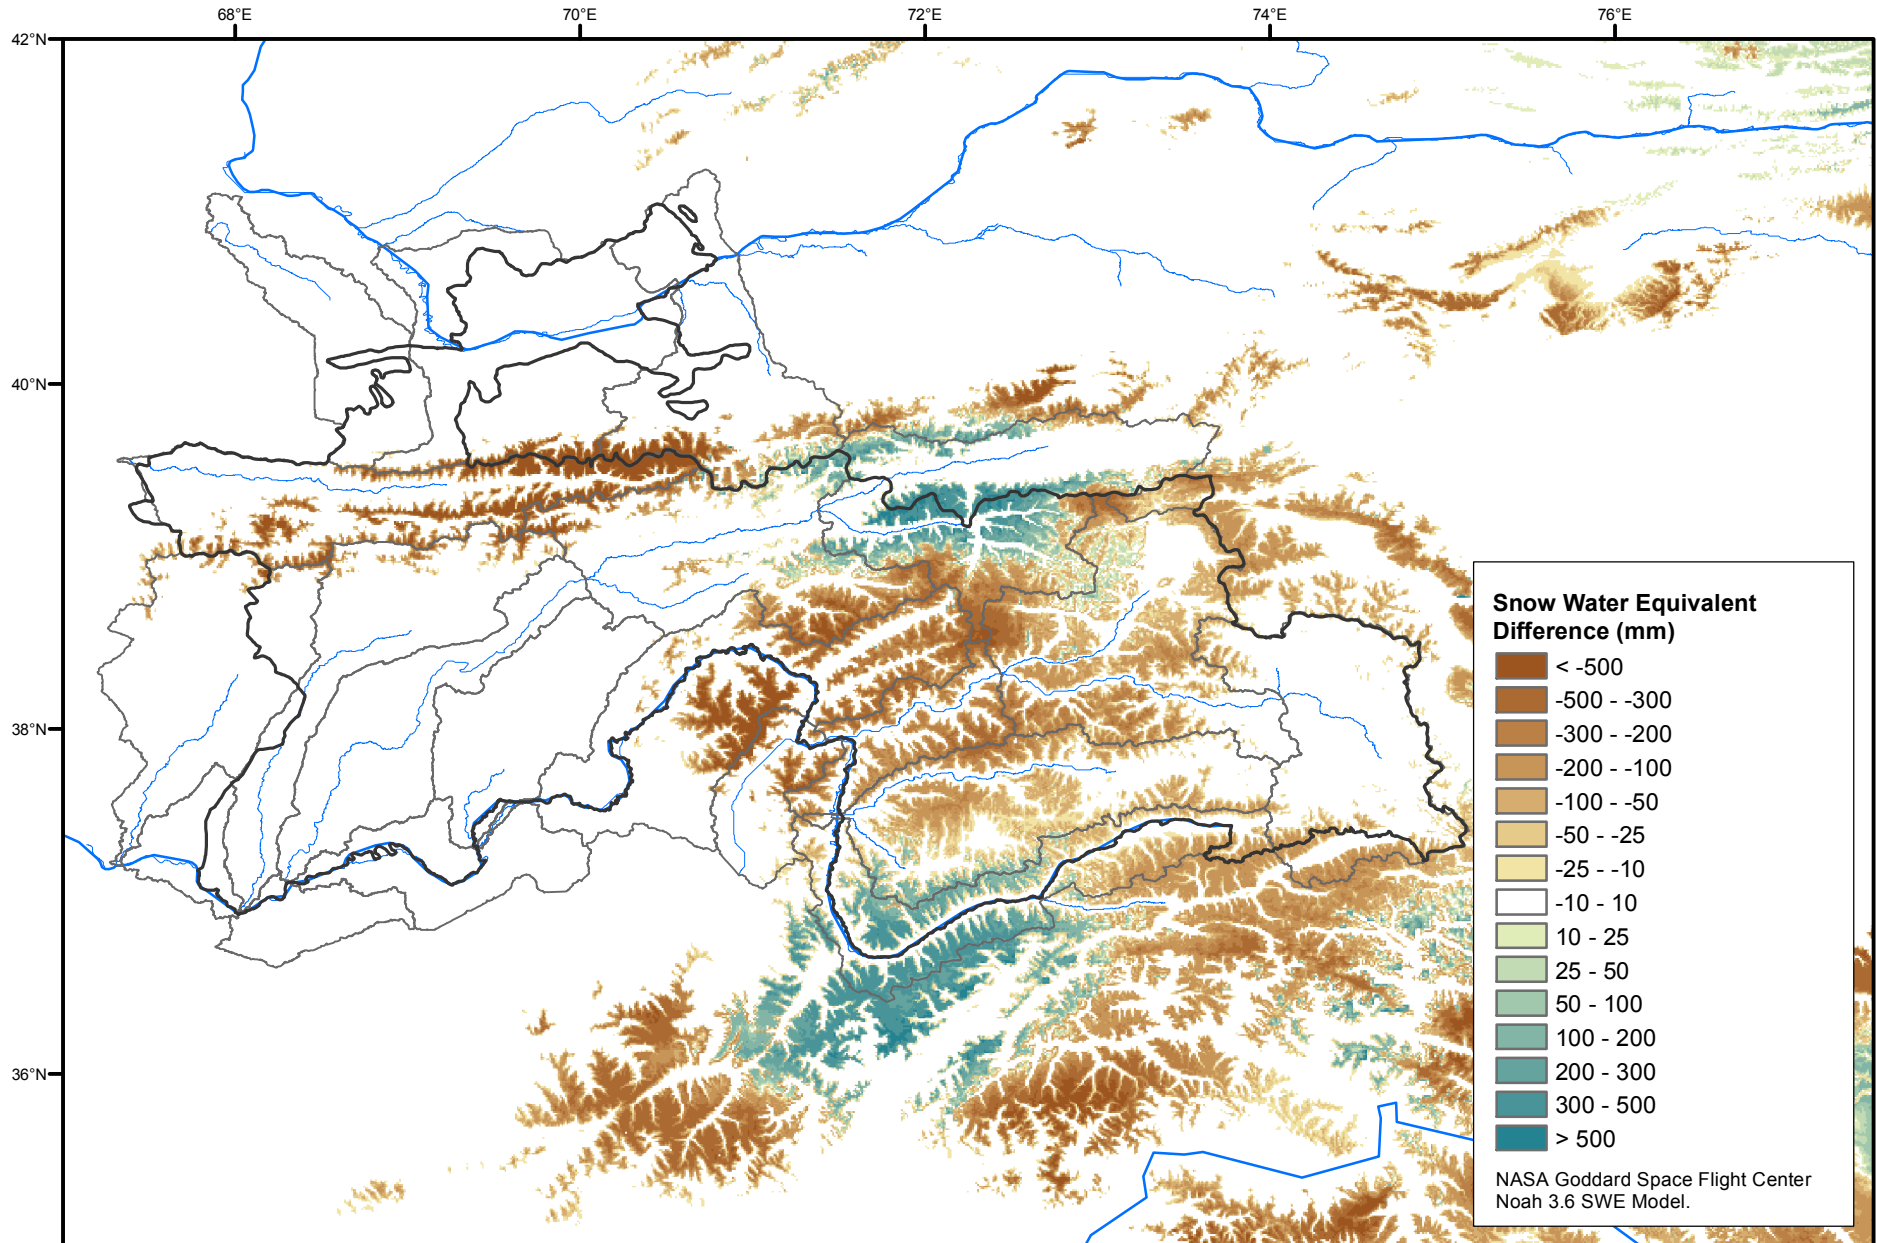 68°E
70°E
72°E
74°E
76°E
42°N
40°N
38°N
36°N
Snow Water Equivalent
Difference (mm)
< -500
-500 - -300
-300 - -200
-200 - -100
-100 - -50
-50 - -25
-25 - -10
-10 - 10
10 - 25
25 - 50
50 - 100
100 - 200
200 - 300
300 - 500
> 500
NASA Goddard Space Flight Center
Noah 3.6 SWE Model.